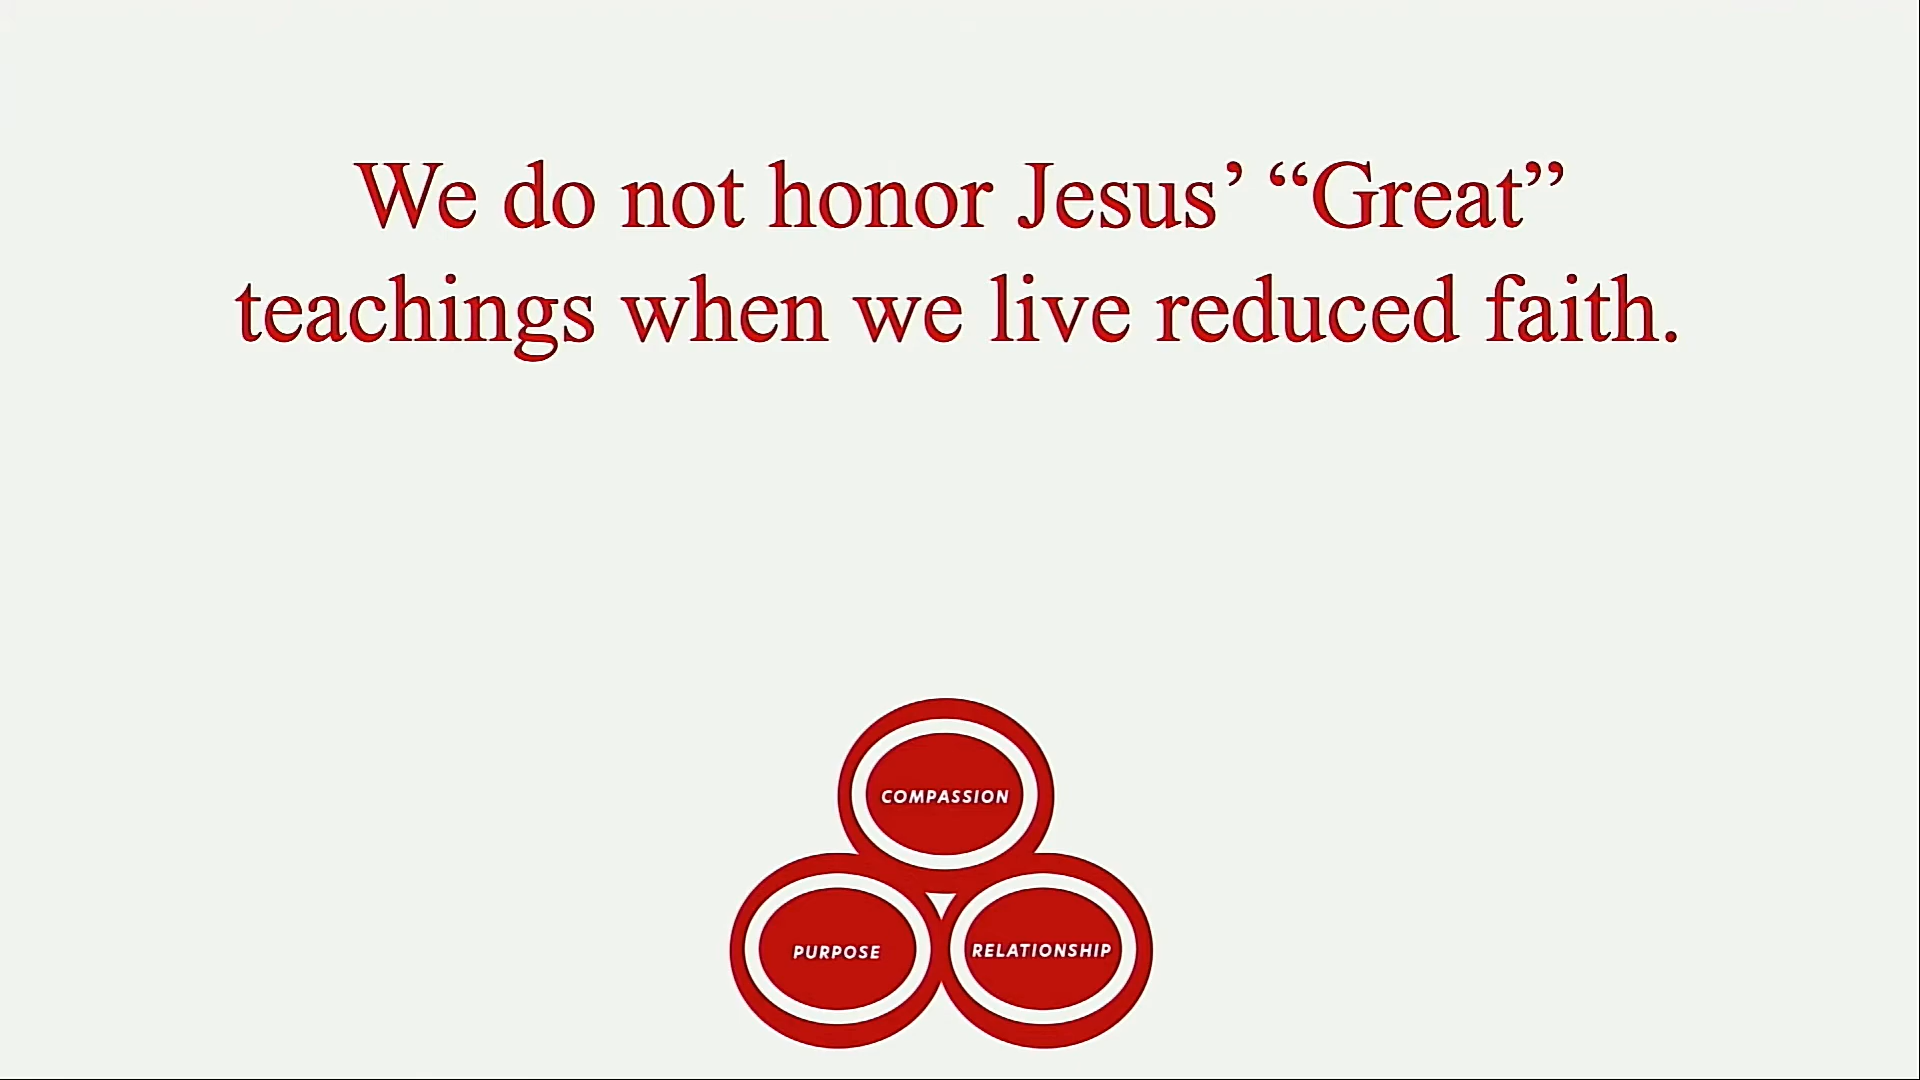 We do not honor Jesus’ “Great”
teachings when we live reduced faith.
COMPASSION
PURPOSE
RELATIONSHIP